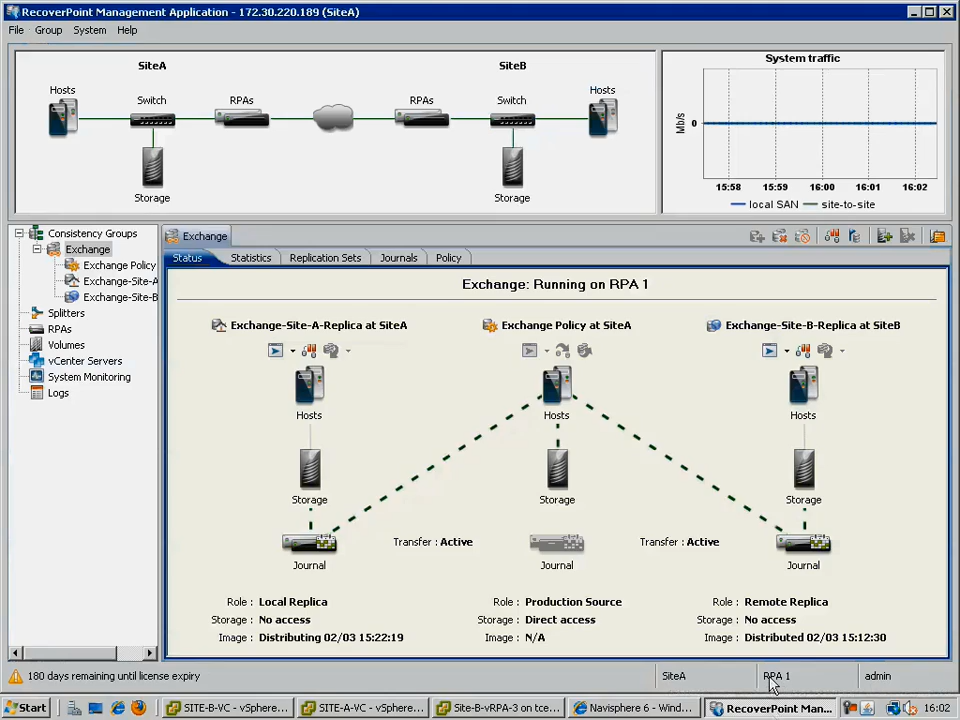 RecoverPoint Management Application - 172.30.220.189 (SiteA)
File Group System Help
SiteA SiteB
Hosts Switch RPAs RPAs Switch Hosts
Storage Storage
System traffic
Mb/s
0
15:58 15:59 16:00 16:01 16:02
local SAN site-to-site
Consistency Groups
Exchange
Exchange Policy
Exchange-Site-A
Exchange-Site-B
Splitters
RPAs
Volumes
vCenter Servers
System Monitoring
Logs
Exchange
Status Statistics Replication Sets Journals Policy
Exchange: Running on RPA 1
Exchange-Site-A-Replica at SiteA Exchange Policy at SiteA Exchange-Site-B-Replica at SiteB
Hosts Hosts Hosts
Storage Storage Storage
Transfer : Active Transfer : Active
Journal Journal Journal
Role : Local Replica Role : Production Source Role : Remote Replica
Storage : No access Storage : Direct access Storage : No access
Image : Distributing 02/03 15:22:19 Image : N/A Image : Distributed 02/03 15:12:30
180 days remaining until license expiry SiteA RPA 1 admin
Start SITE-B-VC - vSphere... SITE-A-VC - vSphere... Site-B-vRPA-3 on tce... Navisphere 6 - Wind... RecoverPoint Man... 16:02